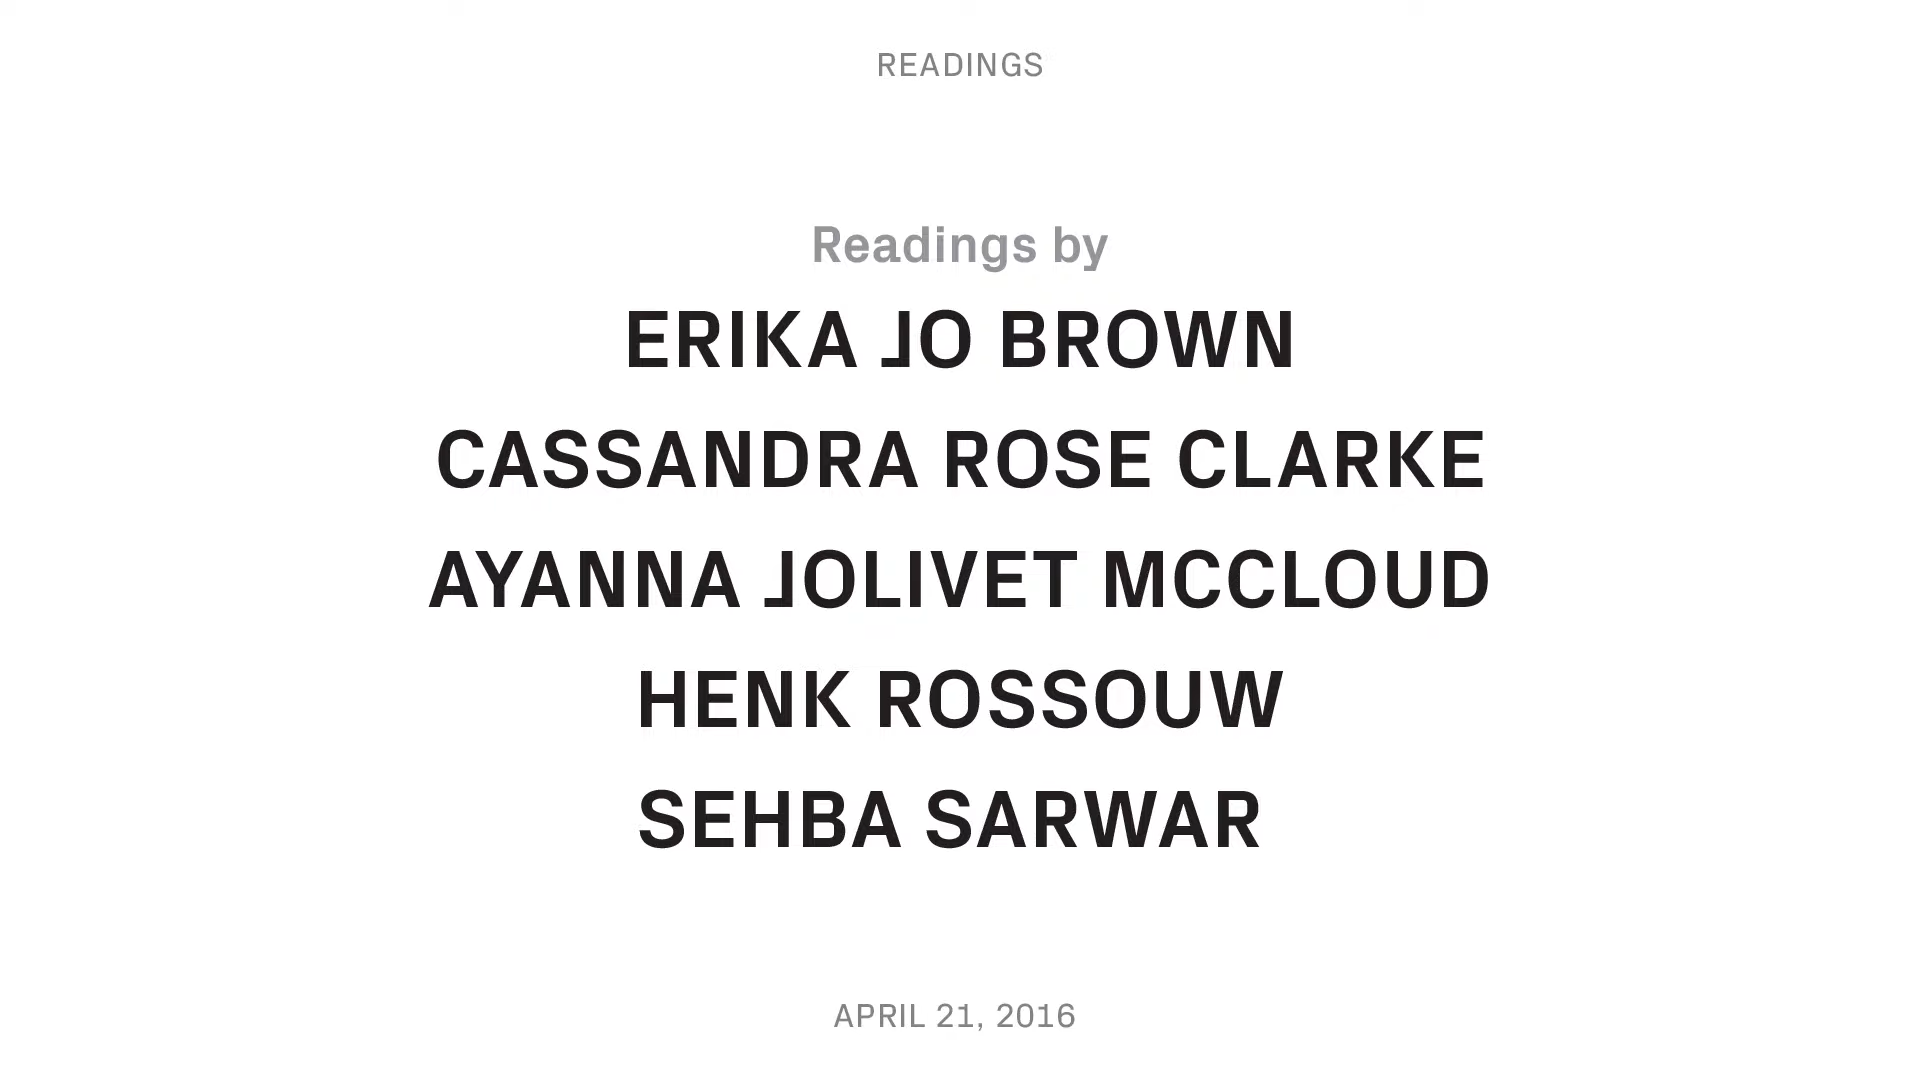 READINGS
Readings by
ERIKA JO BROWN
CASSANDRA ROSE CLARKE
AYANNA JOLIVET MCCLOUD
HENK ROSSOUW
SEHBA SARWAR
APRIL 21, 2016